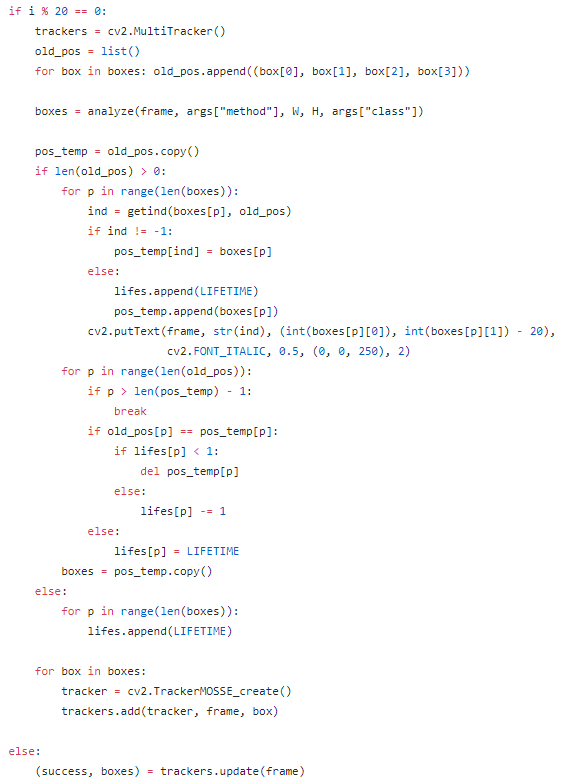 if i % 20 == 0:
    trackers = cv2.MultiTracker()
    old_pos = list()
    for box in boxes: old_pos.append((box[0], box[1], box[2], box[3]))

    boxes = analyze(frame, args["method"], W, H, args["class"])

    pos_temp = old_pos.copy()
    if len(old_pos) > 0:
        for p in range(len(boxes)):
            ind = getind(boxes[p], old_pos)
            if ind != -1:
                pos_temp[ind] = boxes[p]
            else:
                lifes.append(LIFETIME)
                pos_temp.append(boxes[p])
            cv2.putText(frame, str(ind), (int(boxes[p][0]), int(boxes[p][1]) - 20),
                        cv2.FONT_ITALIC, 0.5, (0, 0, 250), 2)
        for p in range(len(old_pos)):
            if p > len(pos_temp) - 1:
                break
            if old_pos[p] == pos_temp[p]:
                if lifes[p] < 1:
                    del pos_temp[p]
                else:
                    lifes[p] -= 1
            else:
                lifes[p] = LIFETIME
        boxes = pos_temp.copy()
    else:
        for p in range(len(boxes)):
            lifes.append(LIFETIME)

    for box in boxes:
        tracker = cv2.TrackerMOSSE_create()
        trackers.add(tracker, frame, box)

else:
    (success, boxes) = trackers.update(frame)